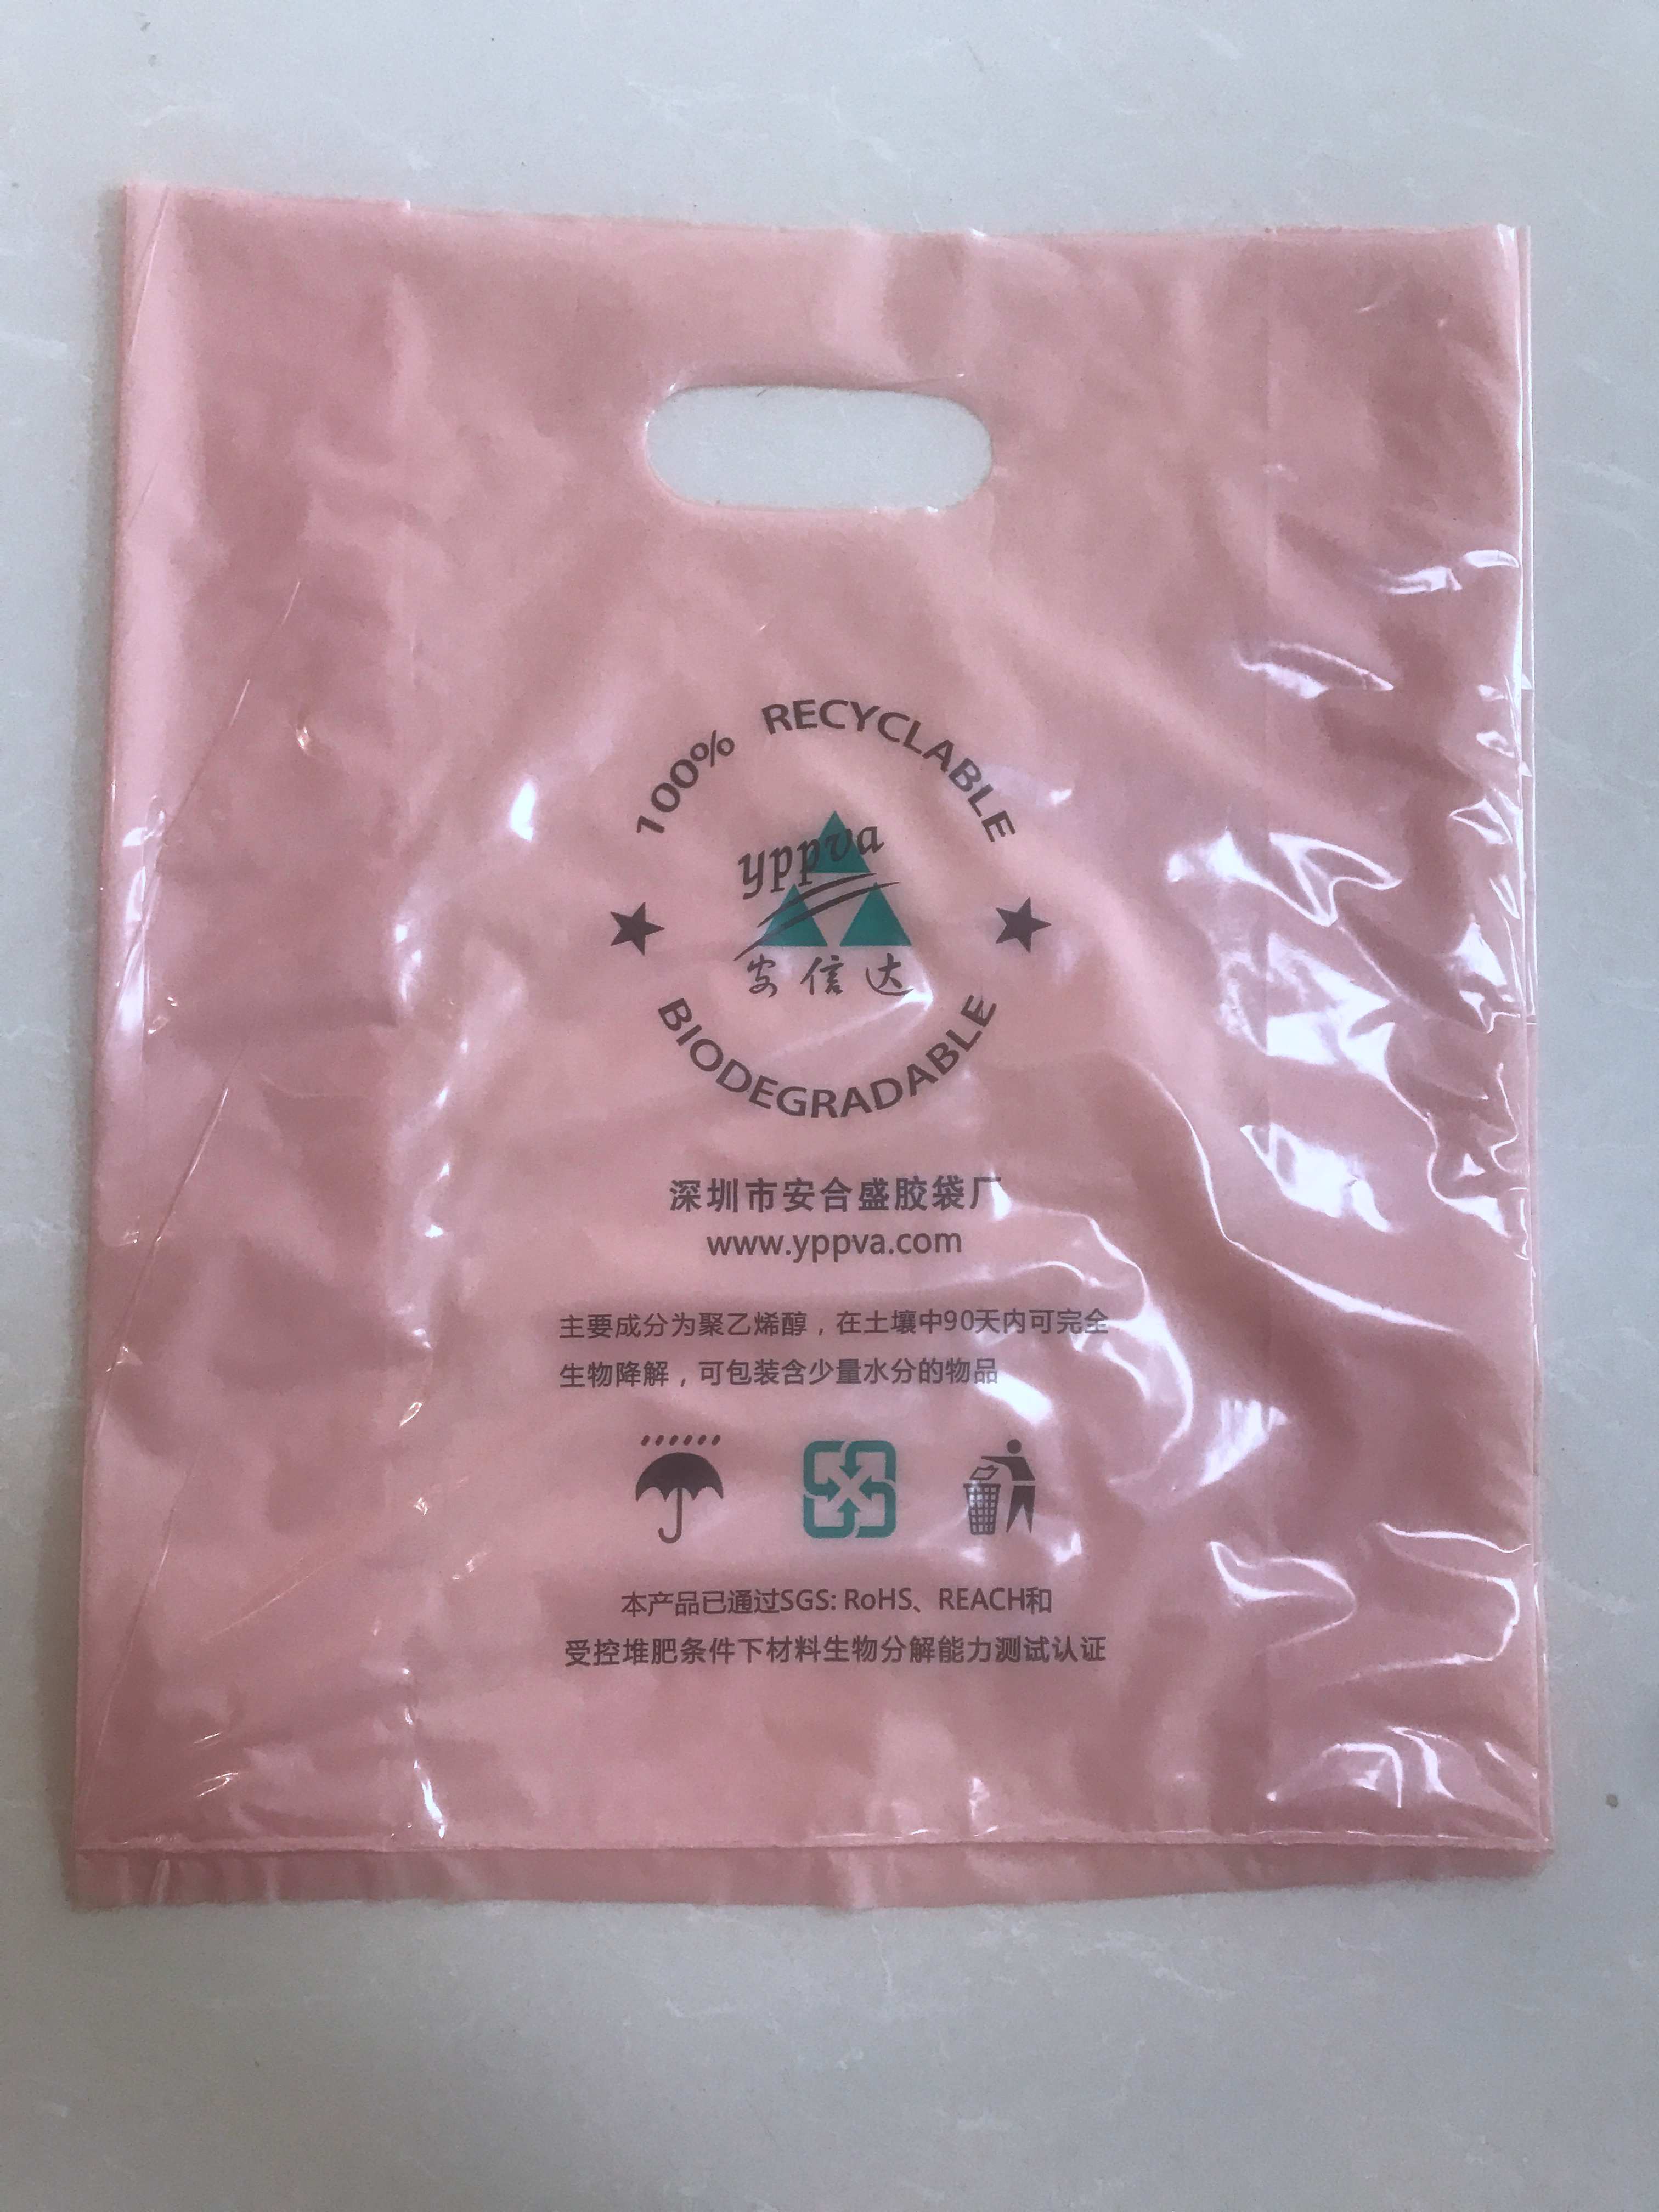 100% RECYCLABLE
yppva
安信达
BIODEGRADABLE
深圳市安合盛胶袋厂
www.yppva.com
主要成分为聚乙烯醇，在土壤中90天内可完全
生物降解，可包装含少量水分的物品
本产品已通过SGS: RoHS、REACH和
受控堆肥条件下材料生物分解能力测试认证